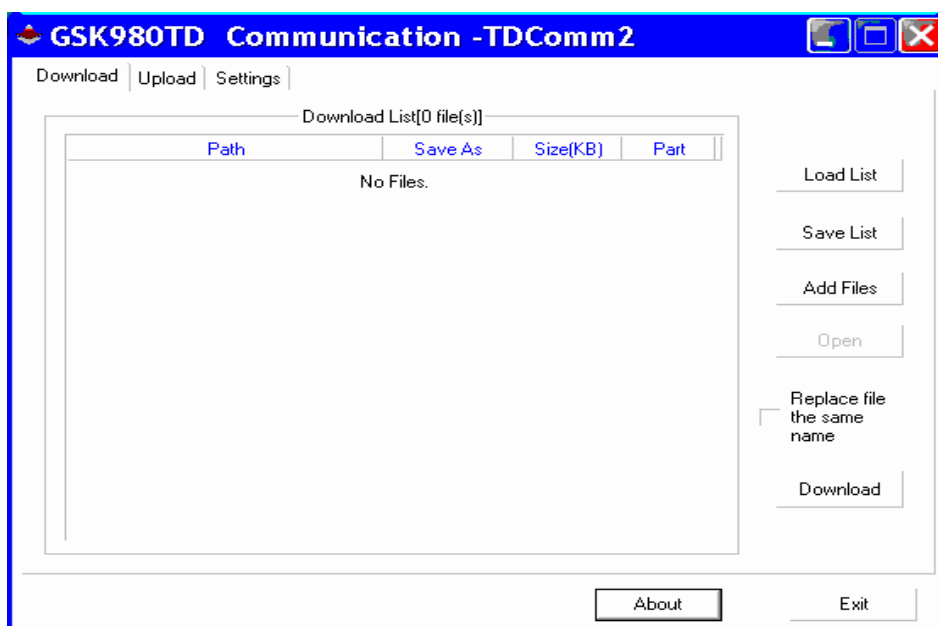 GSK980TD Communication -TDComm2
Download Upload Settings
Download List[0 file(s)]
Path Save As Size(KB) Part
No Files.
Load List
Save List
Add Files
Open
Replace file
the same
name
Download
About Exit